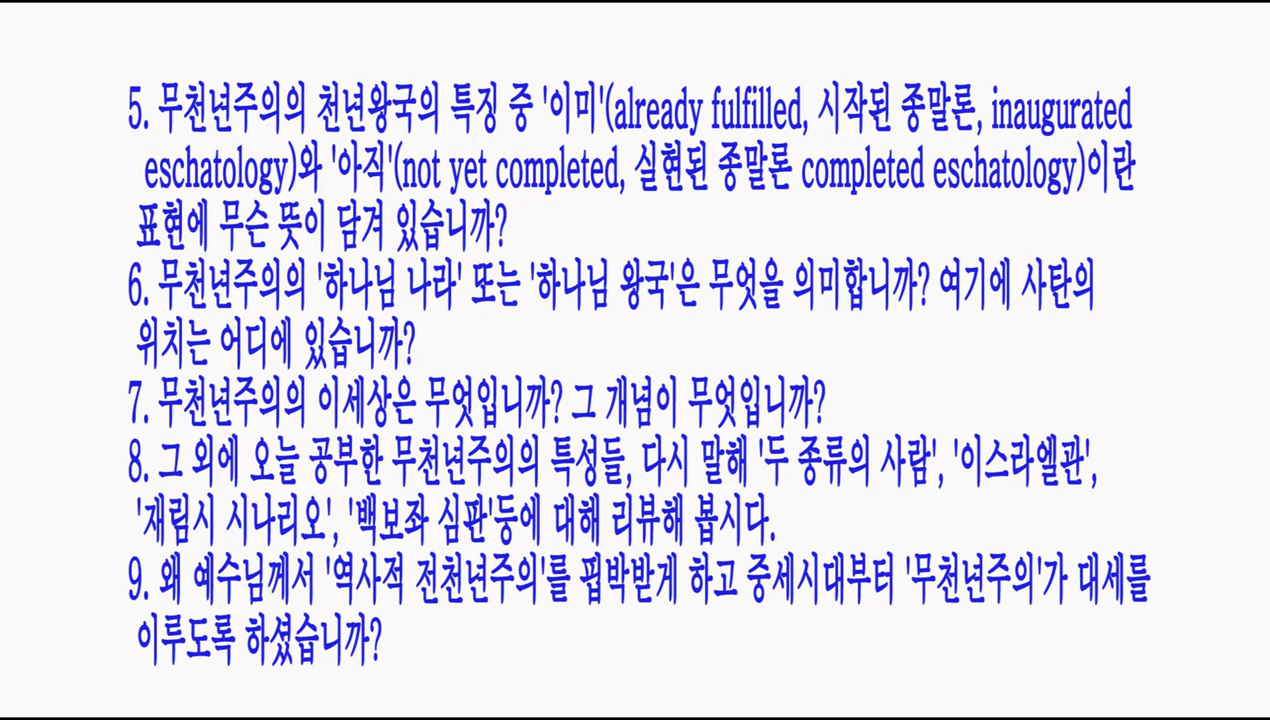 5. 무천년주의의 천년왕국의 특징 중 '이미'(already fulfilled, 시작된 종말론, inaugurated
eschatology)와 '아직'(not yet completed, 실현된 종말론 completed eschatology)이란
표현에 무슨 뜻이 담겨 있습니까?
6. 무천년주의의 '하나님 나라' 또는 '하나님 왕국'은 무엇을 의미합니까? 여기에 사탄의
위치는 어디에 있습니까?
7. 무천년주의의 이세상은 무엇입니까? 그 개념이 무엇입니까?
8. 그 외에 오늘 공부한 무천년주의의 특성들, 다시 말해 '두 종류의 사람', '이스라엘관',
'재림시 시나리오', '백보좌 심판'등에 대해 리뷰해 봅시다.
9. 왜 예수님께서 '역사적 전천년주의'를 핍박받게 하고 중세시대부터 '무천년주의'가 대세를
이루도록 하셨습니까?